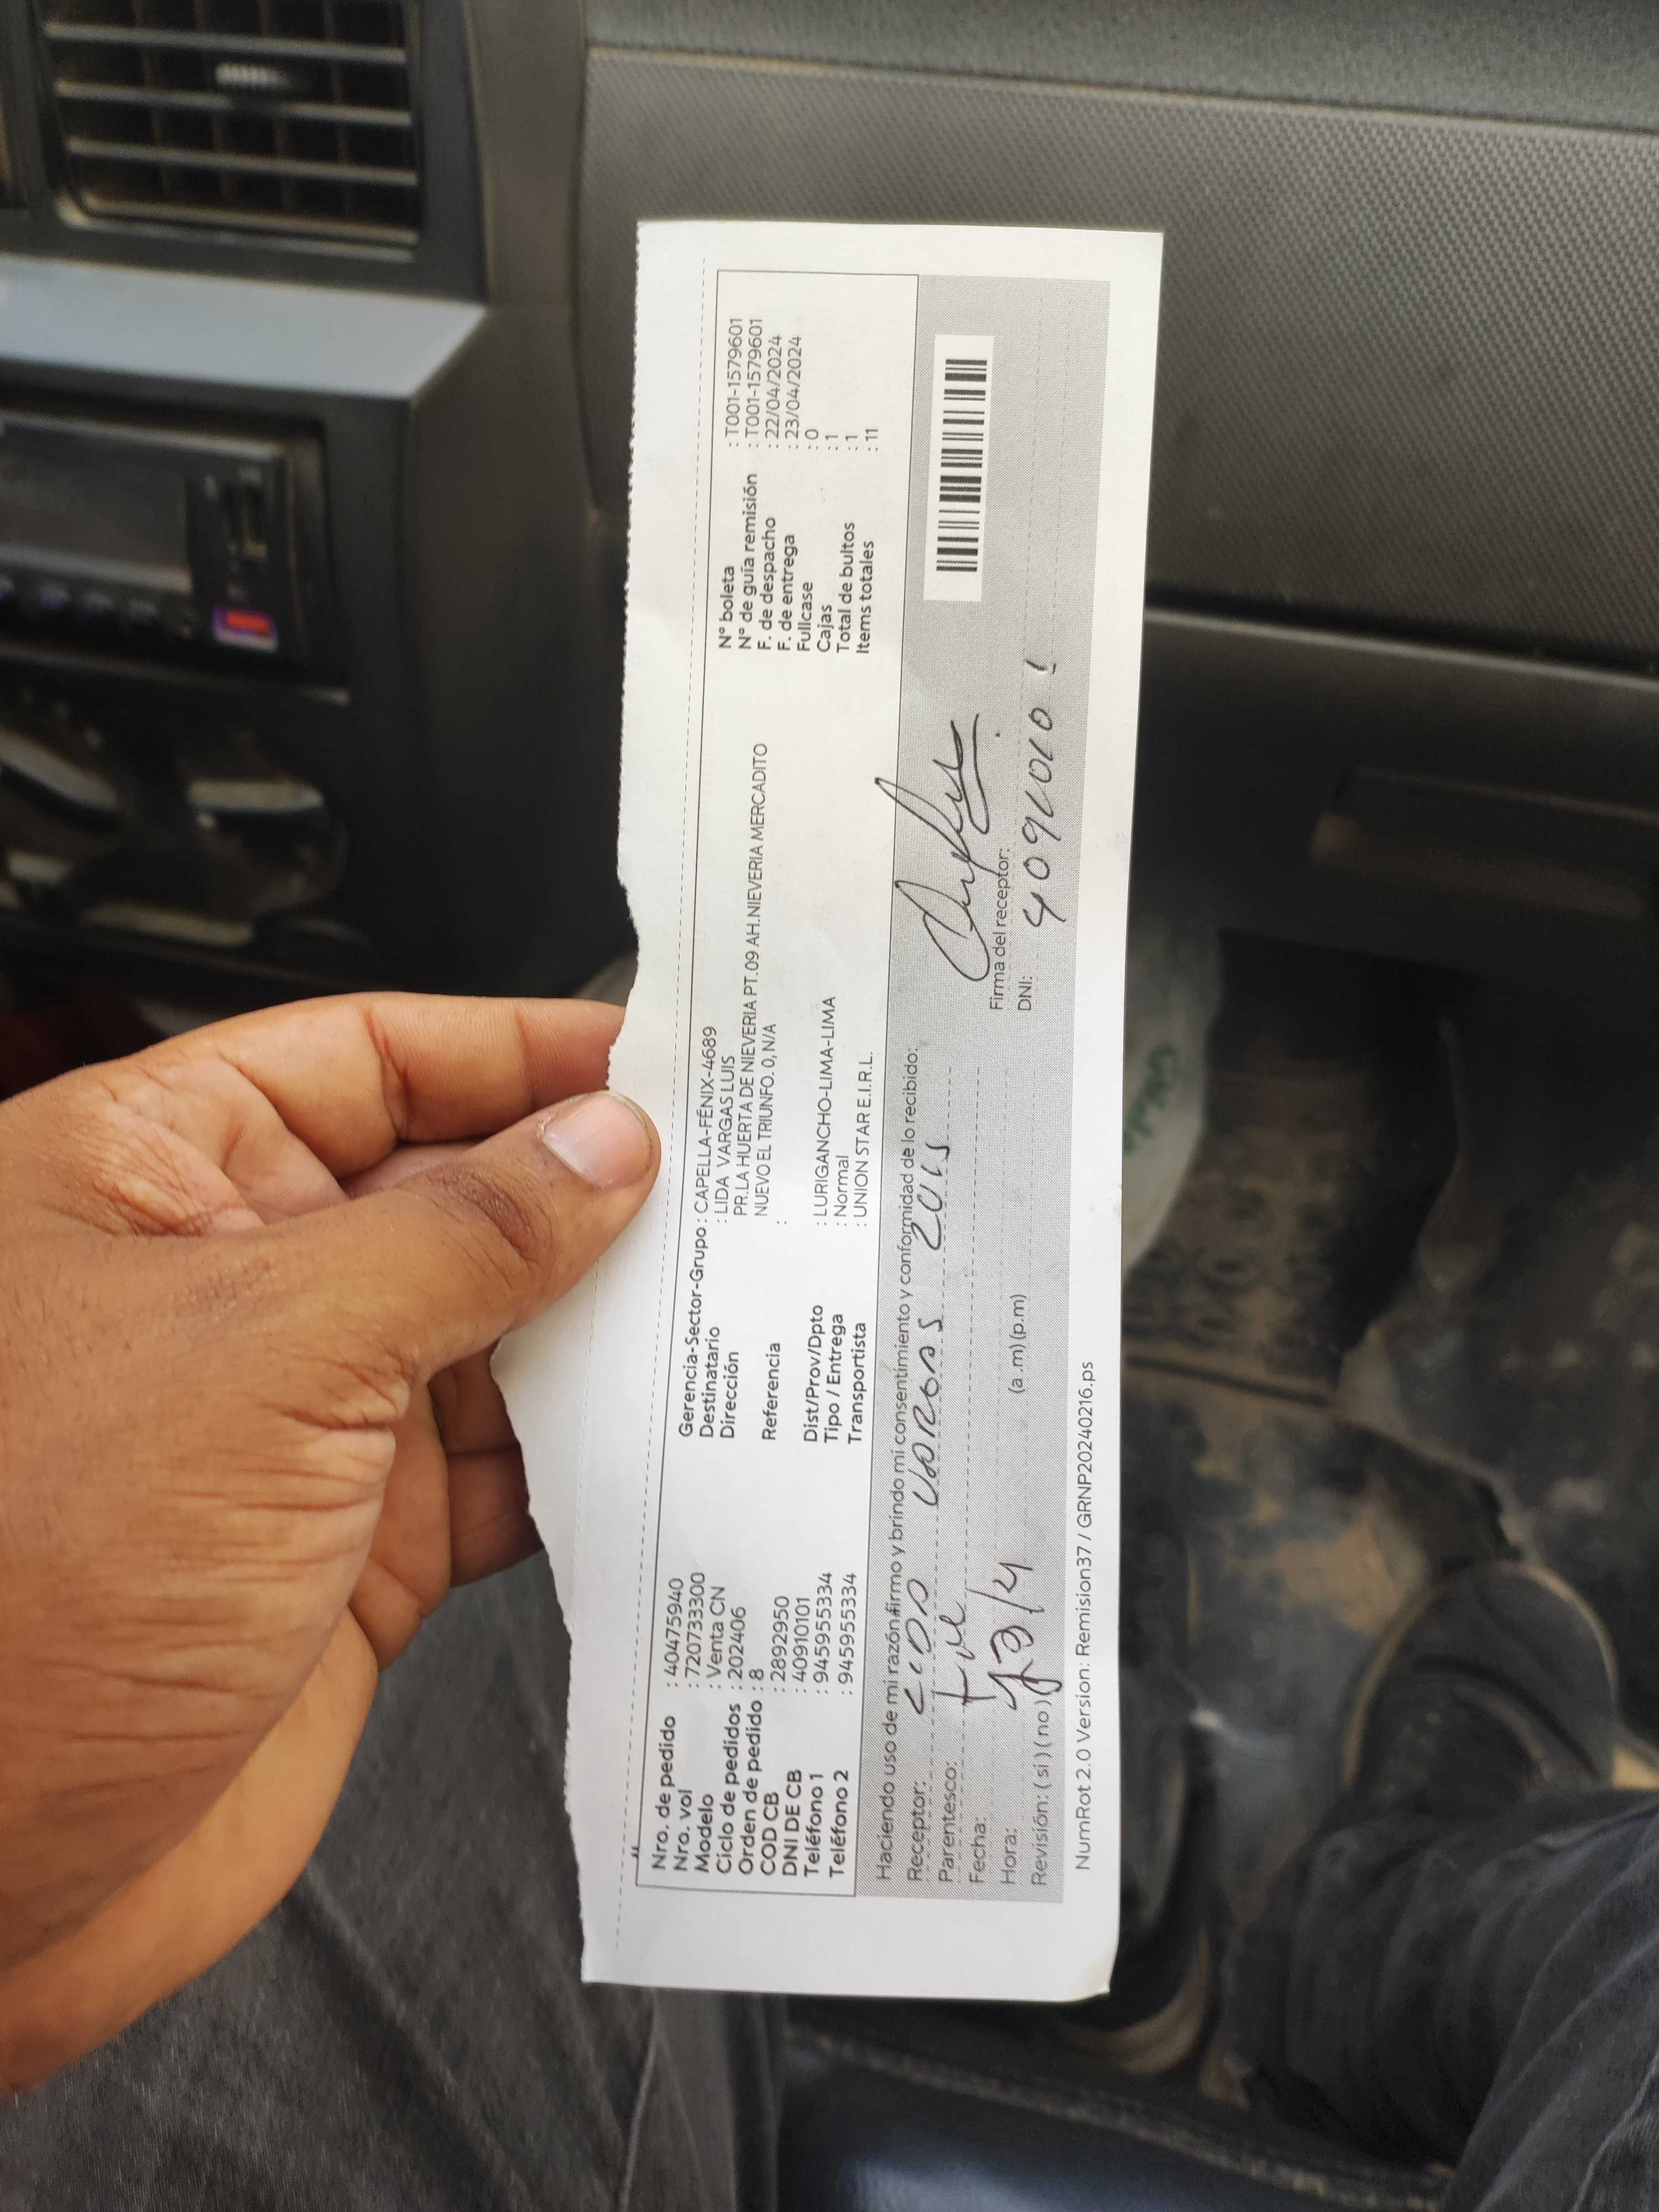 Nro. de pedido : 40475940
Nro. vol : 720733300
Modelo : Venta CN
Ciclo de pedidos : 202406
Orden de pedido : 8
COD CB : 2892950
DNI DE CB : 40910101
Teléfono 1 : 945955334
Teléfono 2 : 945955334
Gerencia-Sector-Grupo : CAPELLA-FÉNIX-4689
Destinatario : LIDA VARGAS LUIS
Dirección PR.LA HUERTA DE NIEVERIA PT.09 AH.NIEVERIA MERCADITO
NUEVO EL TRIUNFO. 0, N/A
Referencia :
Dist/Prov/Dpto : LURIGANCHO-LIMA-LIMA
Tipo / Entrega : Normal
Transportista : UNION STAR E.I.R.L.
N° boleta : T001-1579601
N° de guía remisión : T001-1579601
F. de despacho : 22/04/2024
F. de entrega : 23/04/2024
Fullcase : 0
Cajas : 1
Total de bultos : 1
Items totales : 11
Haciendo uso de mi razón firmo y brindo mi consentimiento y conformidad de lo recibido:
Receptor: LIDA VARGAS LUIS
Parentesco:
Fecha: 23/4
Hora: (a .m) (p.m)
Revisión: ( si ) ( no )
Firma del receptor:
DNI: 40910101
NumRot 2.0 Version: Remision37 / GRNP20240216.ps